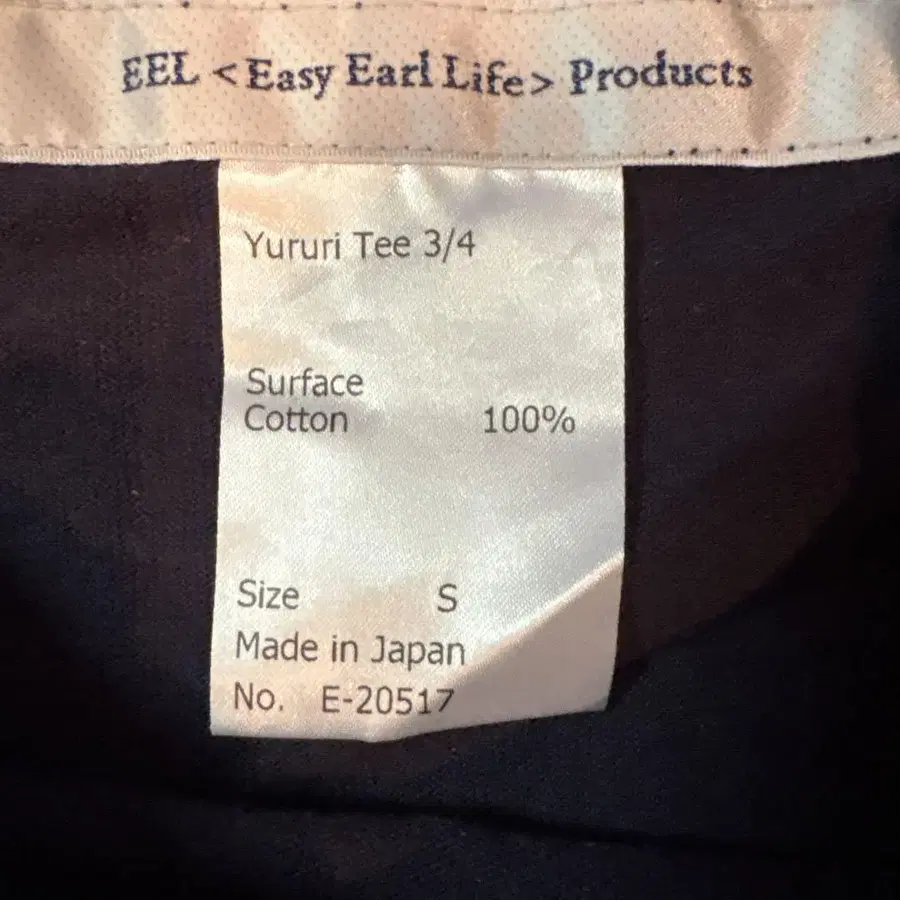 EEL <Easy Earl Life> Products
Yururi Tee 3/4
Surface
Cotton 100%
Size S
Made in Japan
No. E-20517